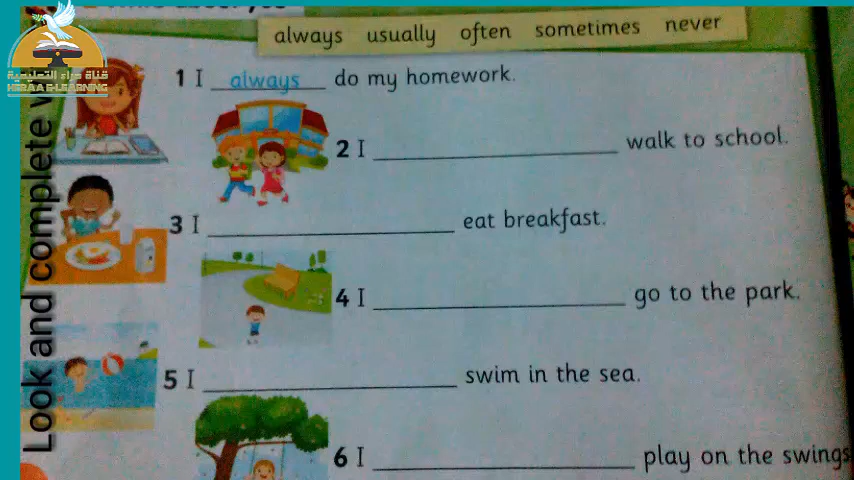 always usually often sometimes never
قناة حراء التعليمية
HERAA E-LEARNING
Look and complete
1 I always do my homework.
2 I walk to school.
3 I eat breakfast.
4 I go to the park.
5 I swim in the sea.
6 I play on the swings